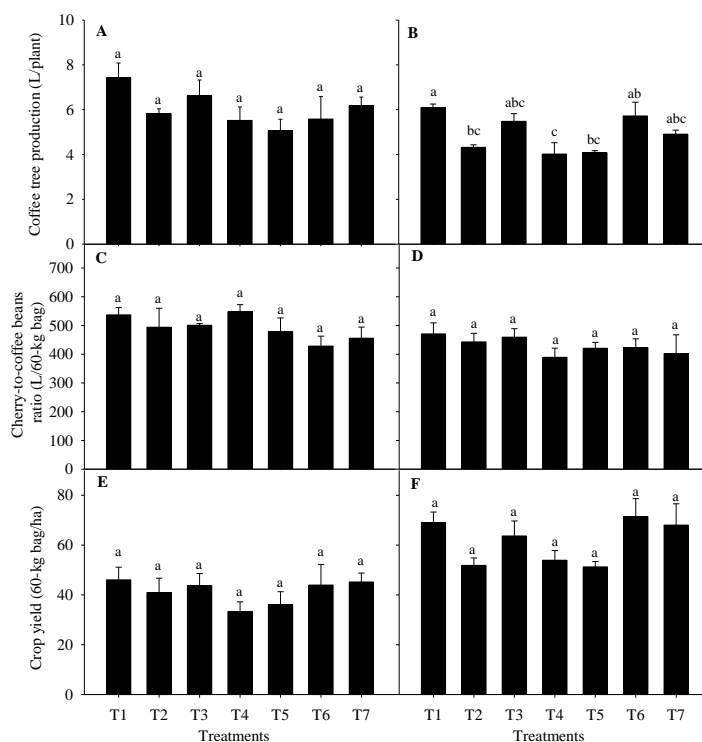 A
B
Coffee tree production (L/plant)
10
8
6
4
2
0
a a a a a a a
a bc abc c bc ab abc
C
D
Cherry-to-coffee beans
ratio (L/60-kg bag)
700
600
500
400
300
200
100
0
a a a a a a a
a a a a a a a
E
F
Crop yield (60-kg bag/ha)
80
60
40
20
0
a a a a a a a
a a a a a a a
T1 T2 T3 T4 T5 T6 T7
T1 T2 T3 T4 T5 T6 T7
Treatments
Treatments